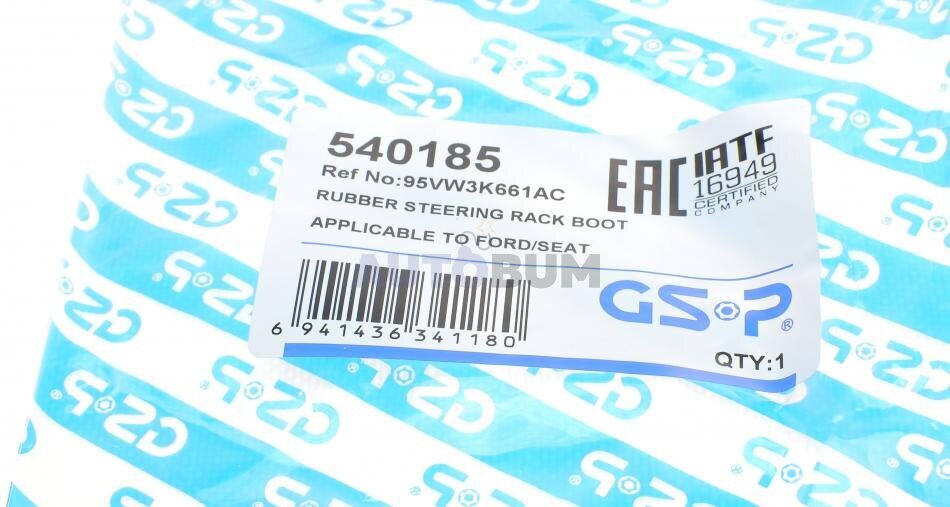 540185
Ref No:95VW3K661AC
RUBBER STEERING RACK BOOT
APPLICABLE TO FORD/SEAT
EAC
IATF
16949
CERTIFIED
COMPANY
AUTOBUM
6 941436 341180
GS·P®
QTY:1